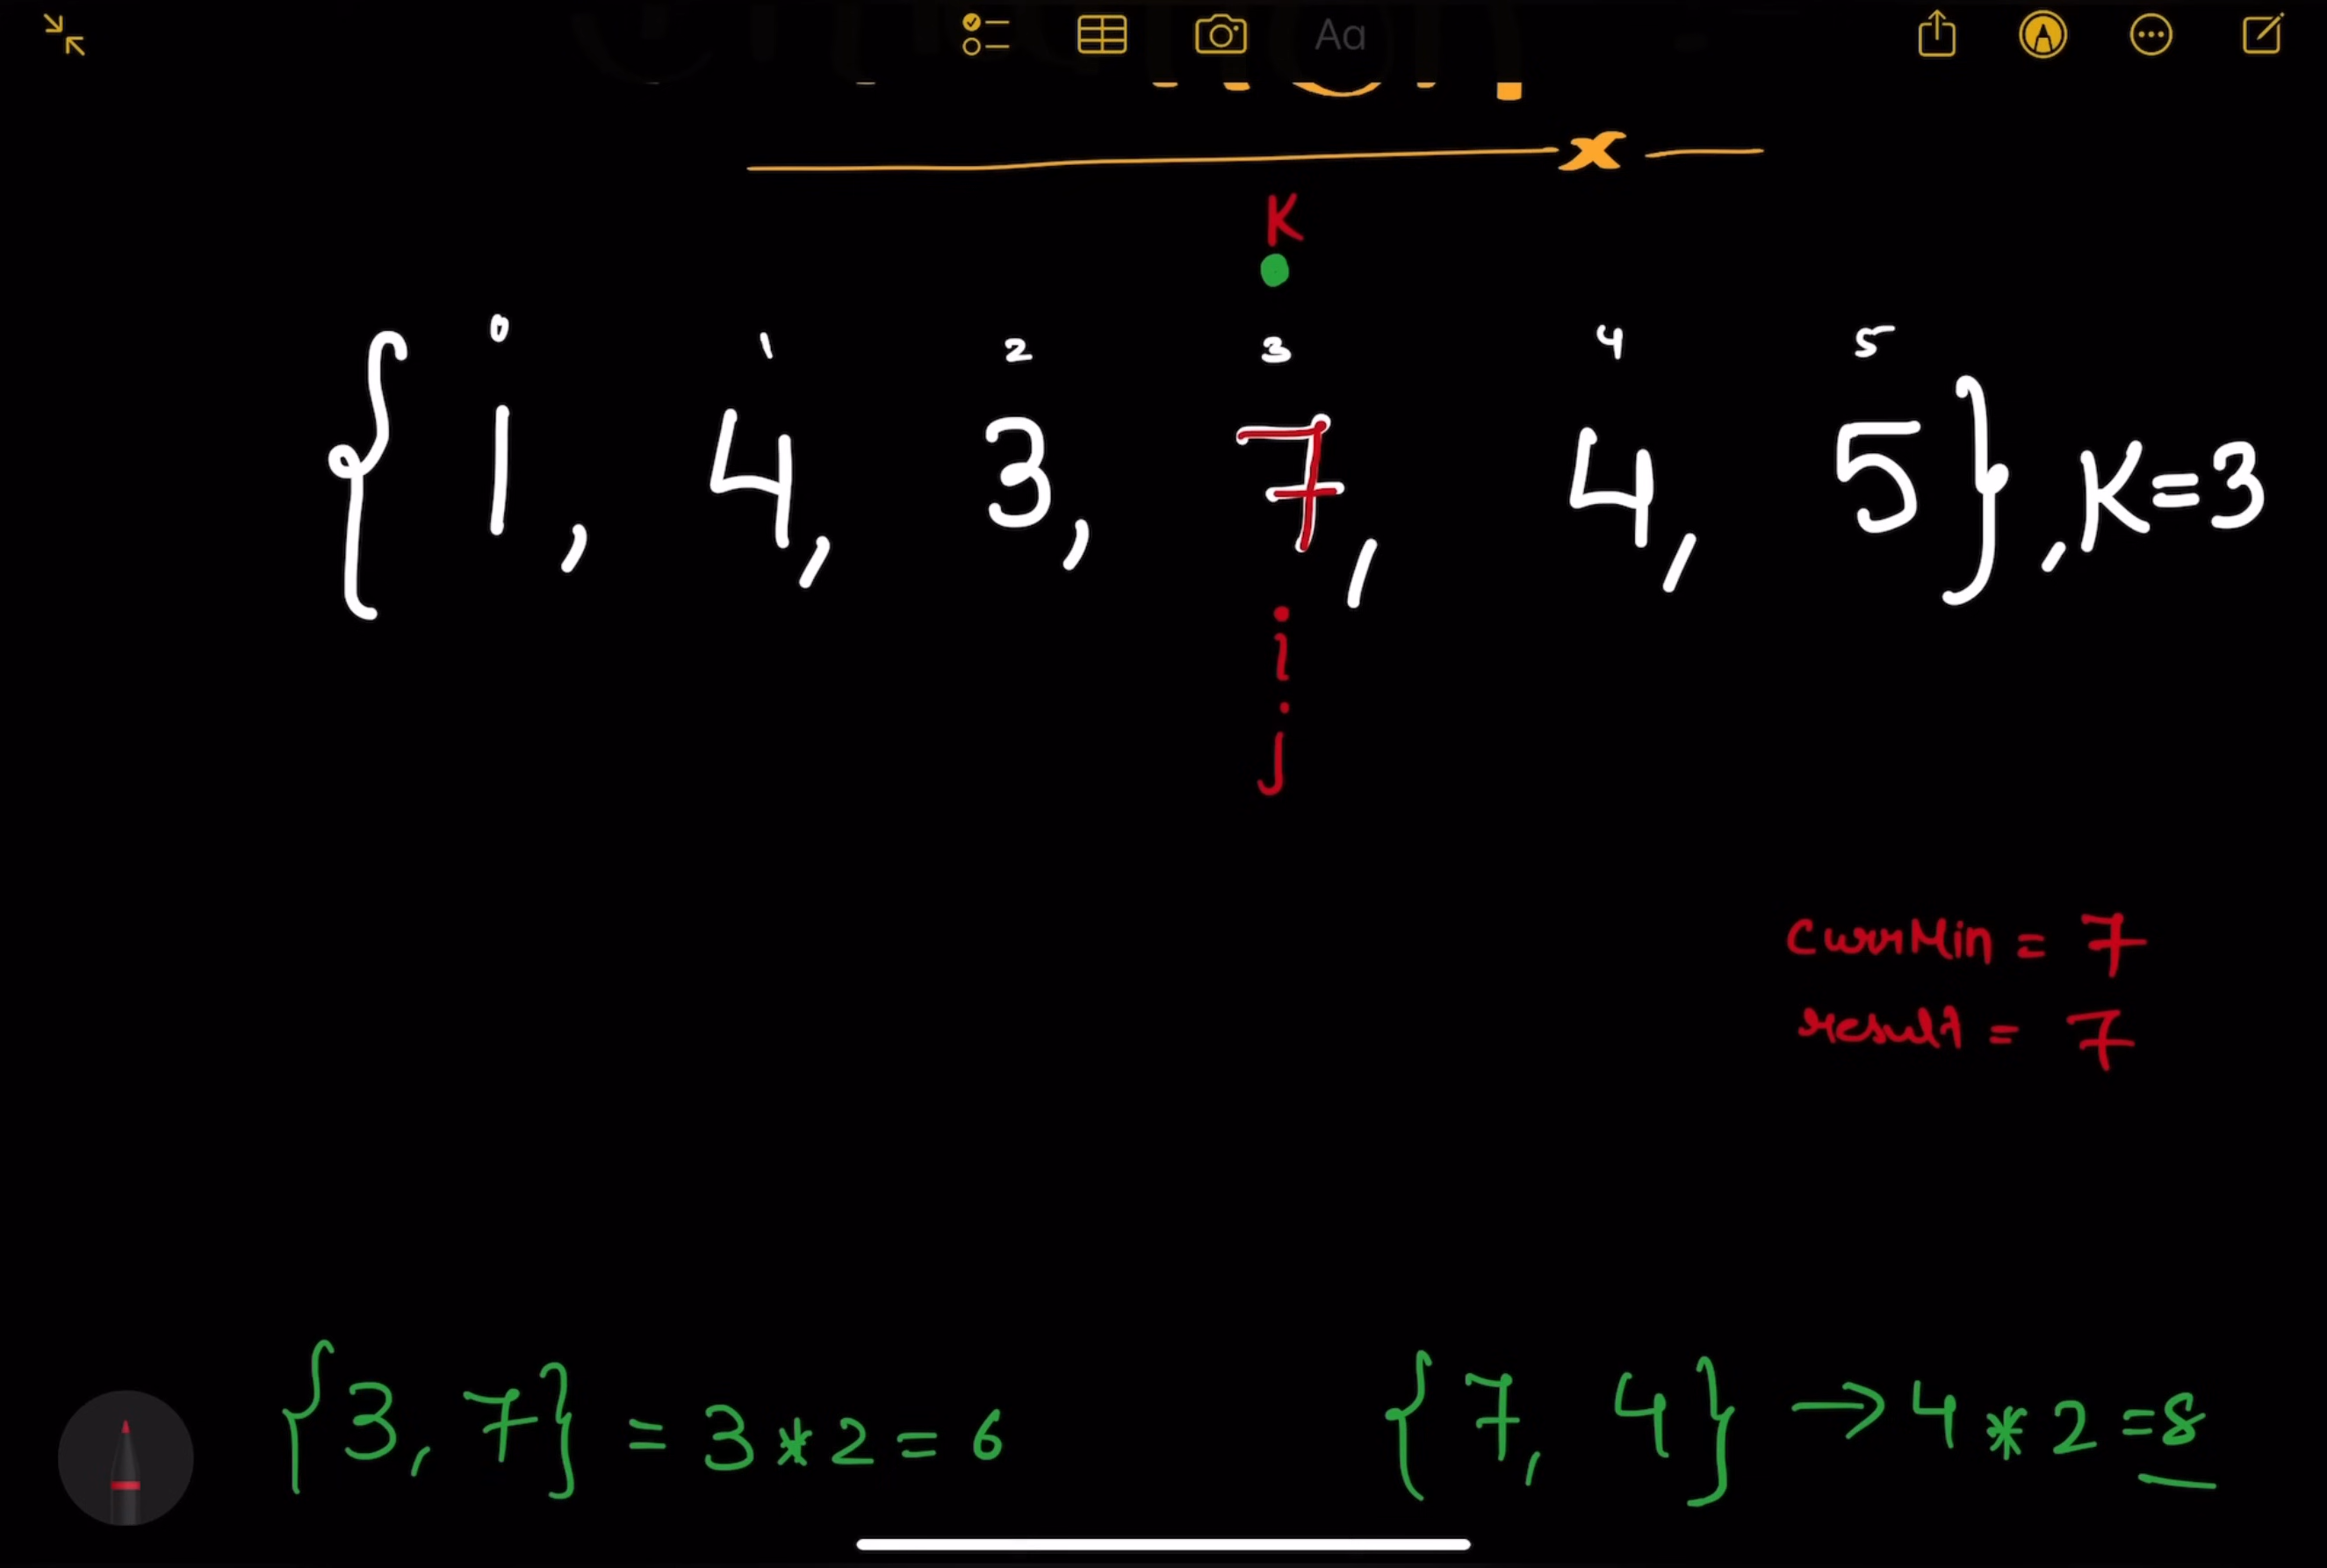 Aa
K
0 1 2 3 4 5
{ 1, 4, 3, 7, 4, 5}, K=3
i
j
currMin = 7
result = 7
{3, 7} = 3 * 2 = 6
{7, 4} → 4 * 2 = 8